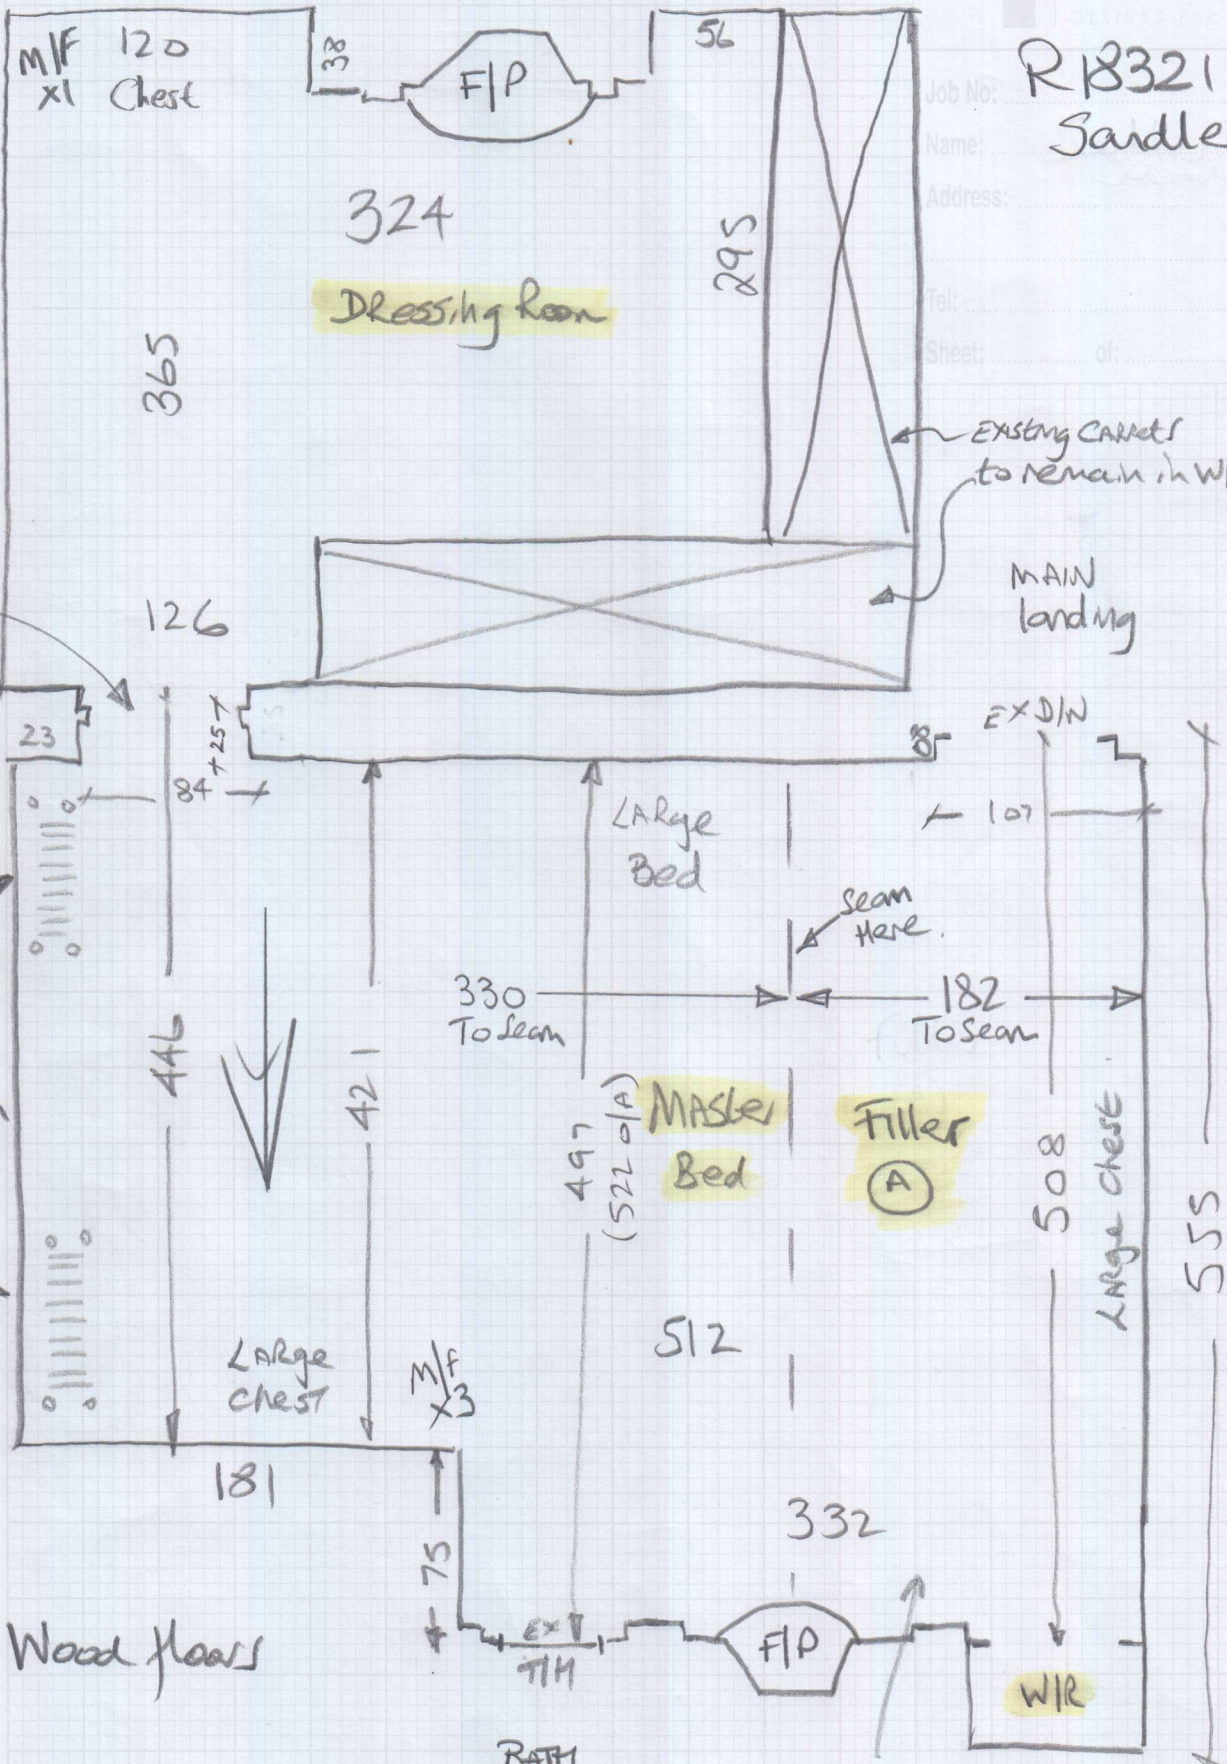 M/F 120
x1 Chest
38
F/P
56
R18321
Job No:
Name:
Sandle
Address:
324
295
Dressing Room
Tel:
Sheet: of:
365
Existing Carpets
to remain in W/
MAIN
landing
126
23
25
84
88
EX D/N
107
LARge
Bed
Seam
Here.
330
To Seam
182
To Seam
446
421
497
(522 O/A)
Master
Bed
Filler
A
508
LARge Chest
555
LARge
Chest
M/F
x3
512
181
332
75
Wood floors
EX
T/M
F/P
W/R
BATH